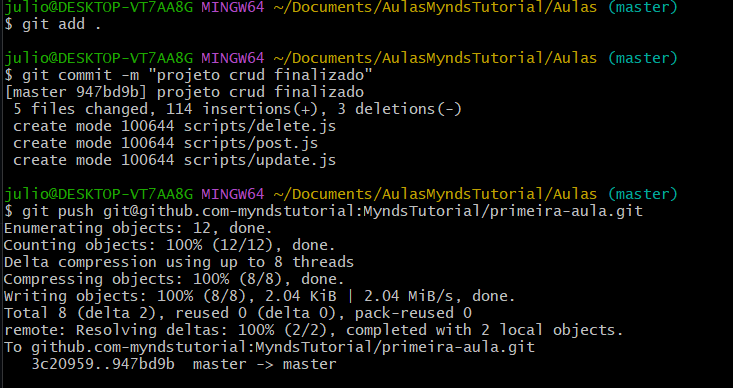 julio@DESKTOP-VT7AA8G MINGW64 ~/Documents/AulasMyndsTutorial/Aulas (master)
$ git add .
julio@DESKTOP-VT7AA8G MINGW64 ~/Documents/AulasMyndsTutorial/Aulas (master)
$ git commit -m "projeto crud finalizado"
[master 947bd9b] projeto crud finalizado
 5 files changed, 114 insertions(+), 3 deletions(-)
 create mode 100644 scripts/delete.js
 create mode 100644 scripts/post.js
 create mode 100644 scripts/update.js
julio@DESKTOP-VT7AA8G MINGW64 ~/Documents/AulasMyndsTutorial/Aulas (master)
$ git push git@github.com-myndstutorial:MyndsTutorial/primeira-aula.git
Enumerating objects: 12, done.
Counting objects: 100% (12/12), done.
Delta compression using up to 8 threads
Compressing objects: 100% (8/8), done.
Writing objects: 100% (8/8), 2.04 KiB | 2.04 MiB/s, done.
Total 8 (delta 2), reused 0 (delta 0), pack-reused 0
remote: Resolving deltas: 100% (2/2), completed with 2 local objects.
To github.com-myndstutorial:MyndsTutorial/primeira-aula.git
   3c20959..947bd9b  master -> master